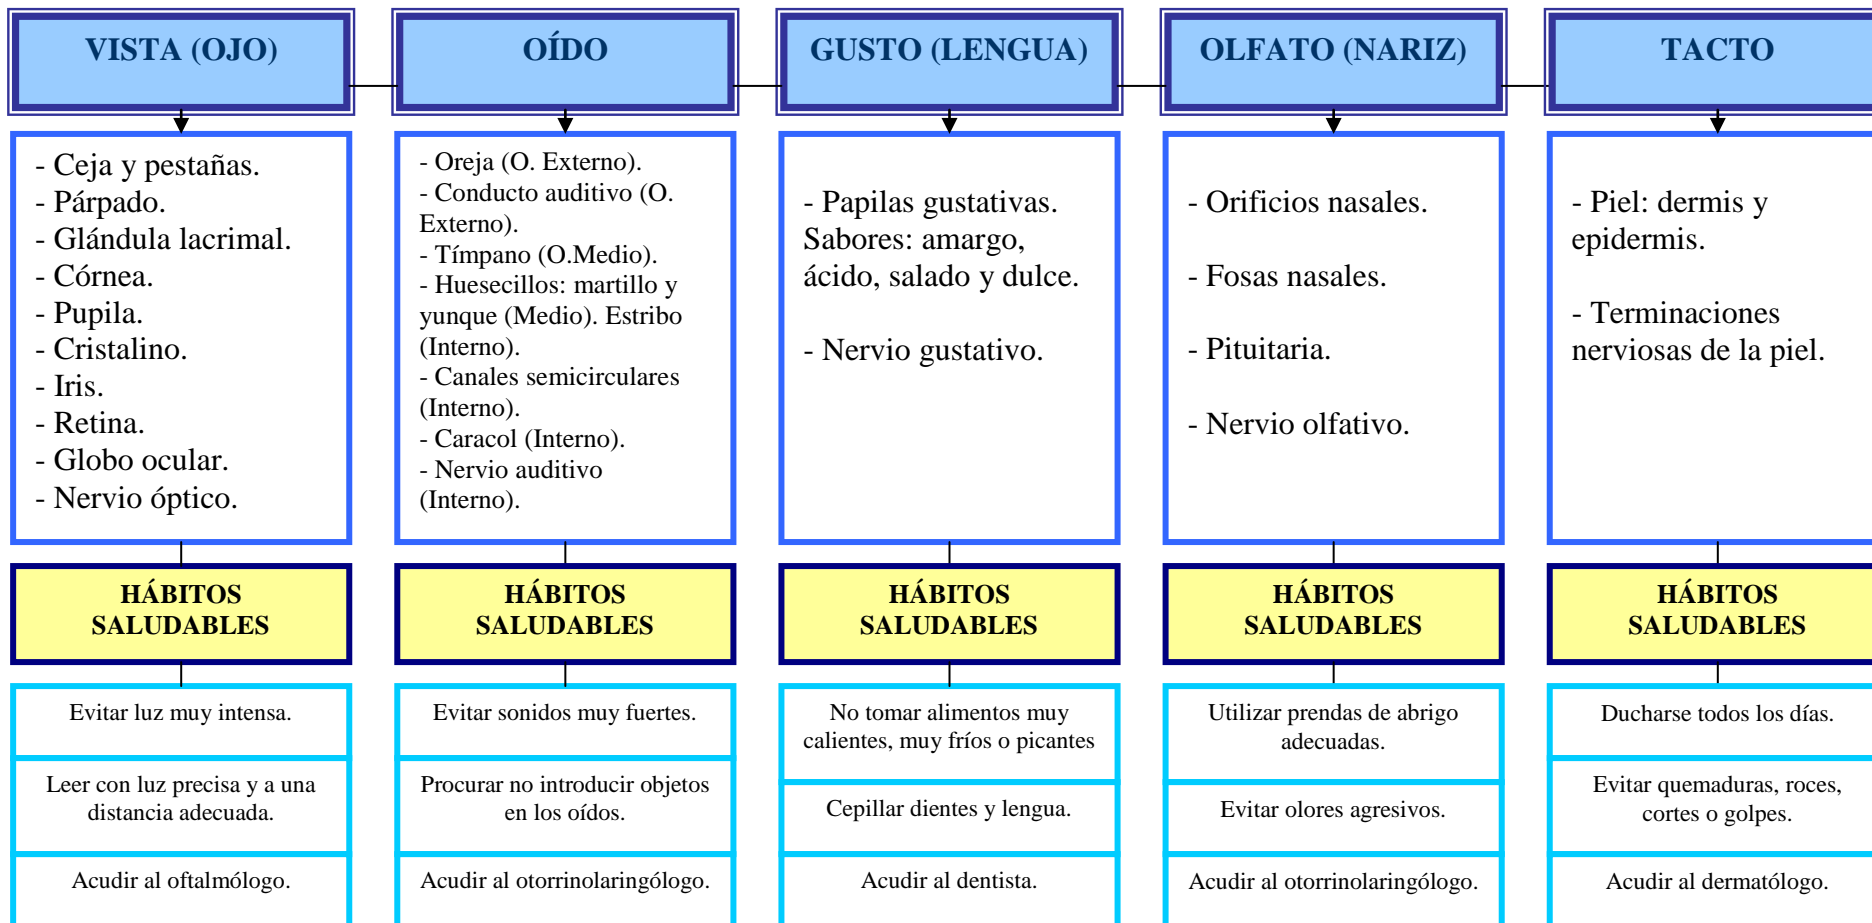 VISTA (OJO)
OÍDO
GUSTO (LENGUA)
OLFATO (NARIZ)
TACTO
- Ceja y pestañas.
- Párpado.
- Glándula lacrimal.
- Córnea.
- Pupila.
- Cristalino.
- Iris.
- Retina.
- Globo ocular.
- Nervio óptico.
- Oreja (O. Externo).
- Conducto auditivo (O.
Externo).
- Tímpano (O.Medio).
- Huesecillos: martillo y
yunque (Medio). Estribo
(Interno).
- Canales semicirculares
(Interno).
- Caracol (Interno).
- Nervio auditivo
(Interno).
- Papilas gustativas.
Sabores: amargo,
ácido, salado y dulce.
- Nervio gustativo.
- Orificios nasales.
- Fosas nasales.
- Pituitaria.
- Nervio olfativo.
- Piel: dermis y
epidermis.
- Terminaciones
nerviosas de la piel.
HÁBITOS
SALUDABLES
HÁBITOS
SALUDABLES
HÁBITOS
SALUDABLES
HÁBITOS
SALUDABLES
HÁBITOS
SALUDABLES
Evitar luz muy intensa.
Leer con luz precisa y a una
distancia adecuada.
Acudir al oftalmólogo.
Evitar sonidos muy fuertes.
Procurar no introducir objetos
en los oídos.
Acudir al otorrinolaringólogo.
No tomar alimentos muy
calientes, muy fríos o picantes
Cepillar dientes y lengua.
Acudir al dentista.
Utilizar prendas de abrigo
adecuadas.
Evitar olores agresivos.
Acudir al otorrinolaringólogo.
Ducharse todos los días.
Evitar quemaduras, roces,
cortes o golpes.
Acudir al dermatólogo.